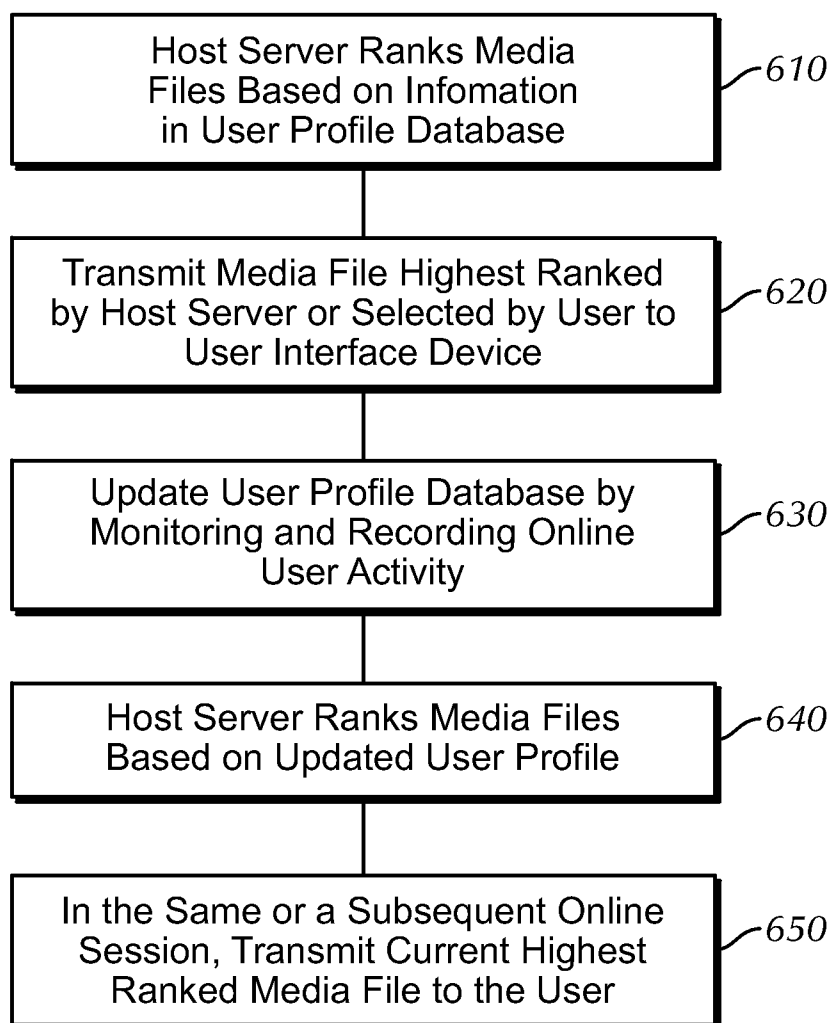 Host Server Ranks Media
Files Based on Infomation
in User Profile Database
610
Transmit Media File Highest Ranked
by Host Server or Selected by User to
User Interface Device
620
Update User Profile Database by
Monitoring and Recording Online
User Activity
630
Host Server Ranks Media Files
Based on Updated User Profile
640
In the Same or a Subsequent Online
Session, Transmit Current Highest
Ranked Media File to the User
650